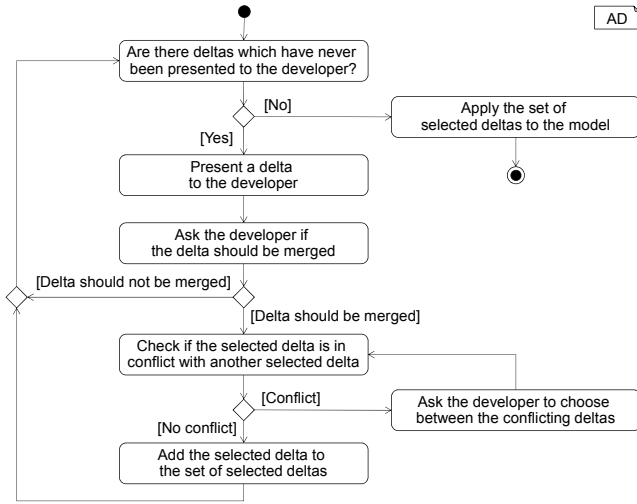 AD
Are there deltas which have never
been presented to the developer?
[No]
Apply the set of
selected deltas to the model
[Yes]
Present a delta
to the developer
Ask the developer if
the delta should be merged
[Delta should not be merged]
[Delta should be merged]
Check if the selected delta is in
conflict with another selected delta
[Conflict]
Ask the developer to choose
between the conflicting deltas
[No conflict]
Add the selected delta to
the set of selected deltas